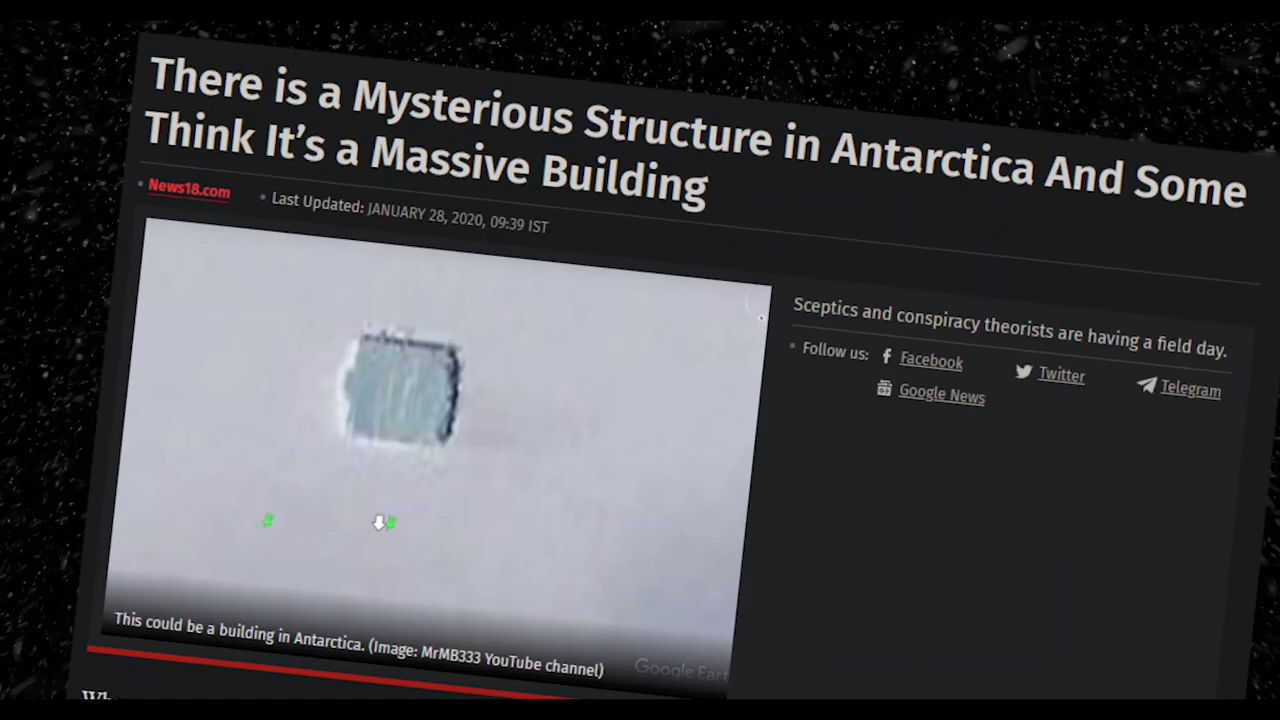 There is a Mysterious Structure in Antarctica And Some
Think It's a Massive Building
News18.com
Last Updated: JANUARY 28, 2020, 09:39 IST
Sceptics and conspiracy theorists are having a field day.
Follow us: Facebook Twitter Telegram
Google News
This could be a building in Antarctica. (Image: MrMB333 YouTube channel)
Google Eart